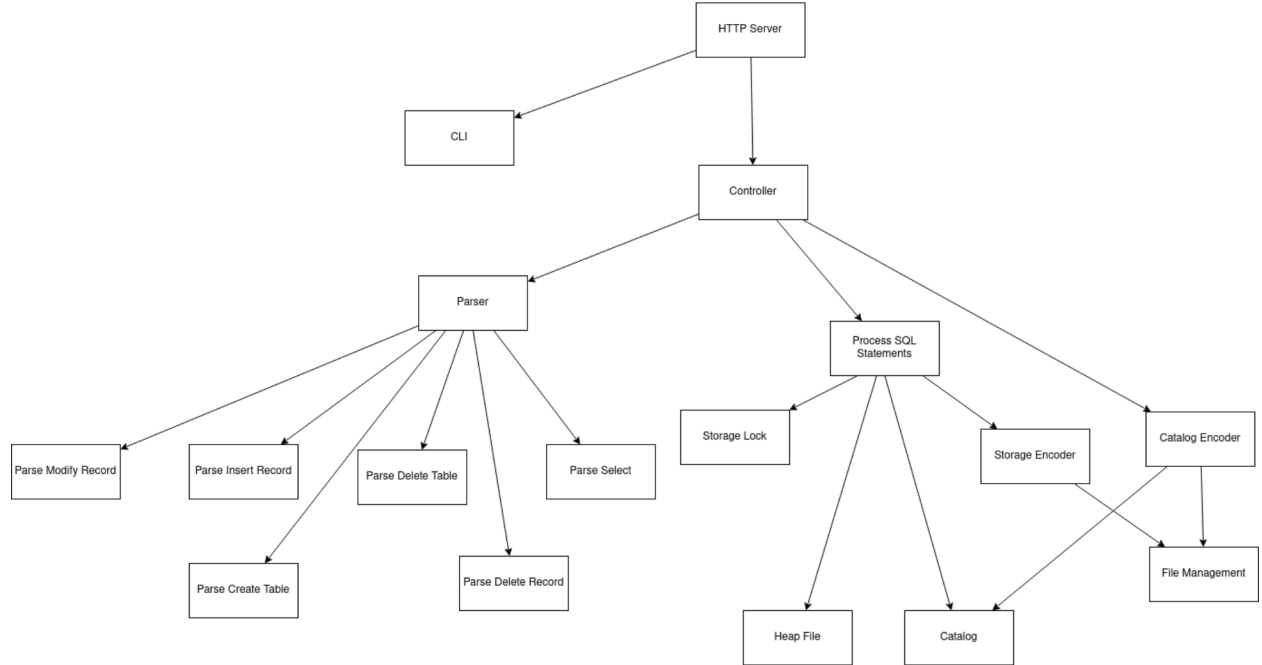 HTTP Server
CLI
Controller
Parser
Process SQL
Statements
Storage Lock
Storage Encoder
Catalog Encoder
Parse Modify Record
Parse Insert Record
Parse Delete Table
Parse Select
Parse Create Table
Parse Delete Record
File Management
Heap File
Catalog